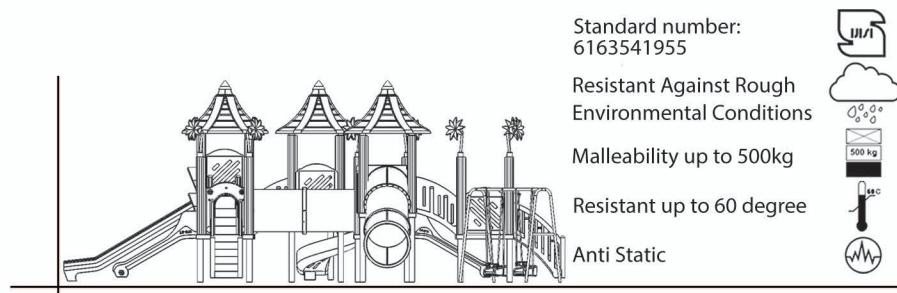 Standard number:
6163541955
Resistant Against Rough
Environmental Conditions
Malleability up to 500kg
500 kg
Resistant up to 60 degree
60 C
Anti Static